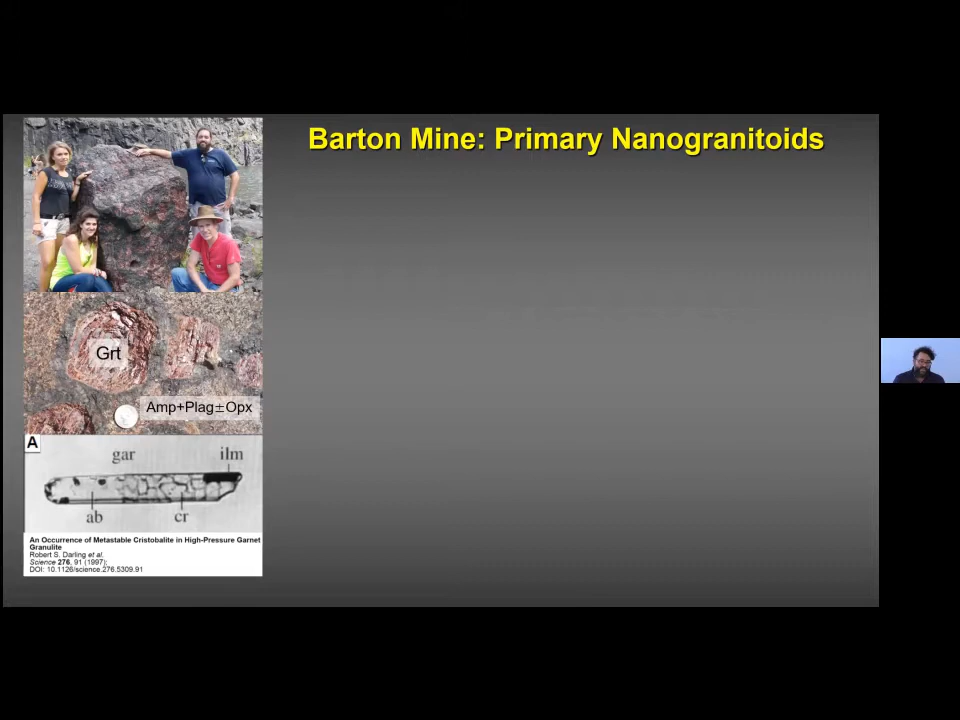 Barton Mine: Primary Nanogranitoids
Grt
Amp+Plag±Opx
A
gar
ilm
ab
cr
An Occurrence of Metastable Cristobalite in High-Pressure Garnet
Granulite
Robert S. Darling et al.
Science 276, 91 (1997);
DOI: 10.1126/science.276.5309.91